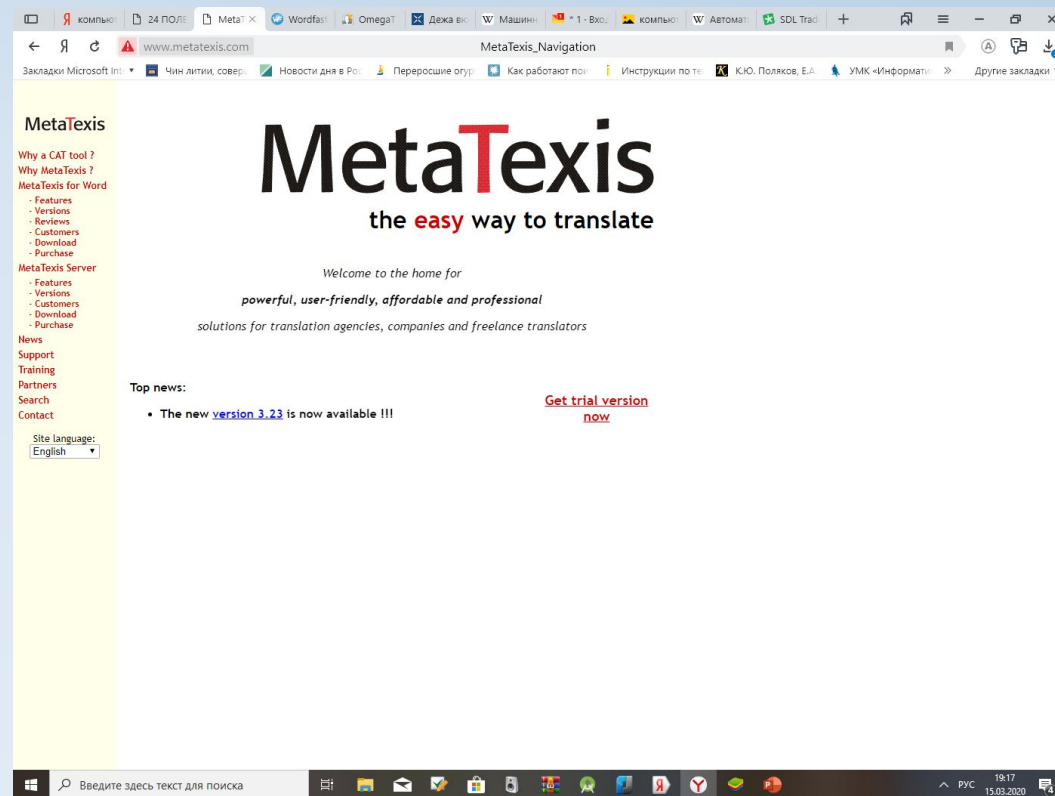 компьют
24 ПОЛЕ
MetaT
Wordfas
OmegaT
Дежа вю
Машинн
1 · Вхо
компьют
Автомат
SDL Trad
www.metatexis.com
MetaTexis_Navigation
Закладки Microsoft Int
Чин литии, совер
Новости дня в Рос
Переросшие огур
Как работают пои
Инструкции по те
К.Ю. Поляков, Е.А
УМК «Информати
Другие закладки
MetaTexis
Why a CAT tool ?
Why MetaTexis ?
MetaTexis for Word
- Features
- Versions
- Reviews
- Customers
- Download
- Purchase
MetaTexis Server
- Features
- Versions
- Customers
- Download
- Purchase
News
Support
Training
Partners
Search
Contact
Site language:
English
MetaTexis
the easy way to translate
Welcome to the home for
powerful, user-friendly, affordable and professional
solutions for translation agencies, companies and freelance translators
Top news:
• The new version 3.23 is now available !!!
Get trial version
now
Введите здесь текст для поиска
РУС
19:17
15.03.2020